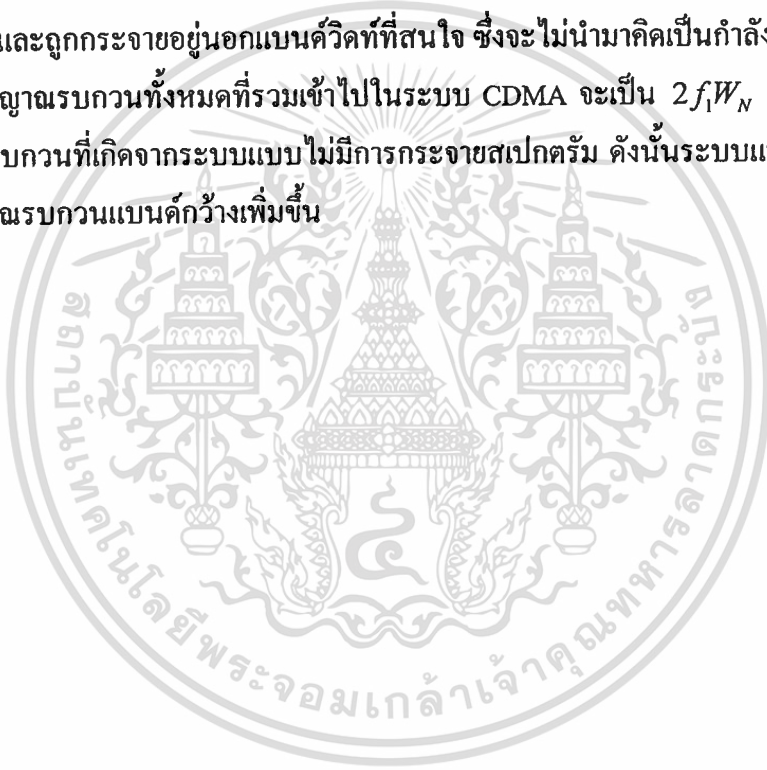 และถูกกระจายอยู่นอกแบนด์วิดท์ที่สนใจ ซึ่งจะไม่นำมาคิดเป็นกำลัง
ญาณรบกวนทั้งหมดที่รวมเข้าไปในระบบ CDMA จะเป็น 2f₁W_N
บกวนที่เกิดจากระบบแบบไม่มีการกระจายสเปกตรัม ดังนั้นระบบแ
ณรบกวนแบนด์กว้างเพิ่มขึ้น
สถาบันเทคโนโลยีพระจอมเกล้าเจ้าคุณทหารลาดกระบัง